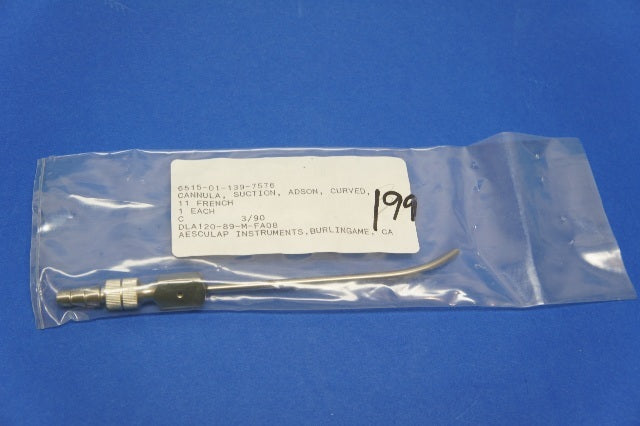 6515-01-139-7576
CANNULA, SUCTION, ADSON, CURVED,
11 FRENCH
1 EACH
C 3/90
DLA120-89-M-FA08
AESCULAP INSTRUMENTS,BURLINGAME, CA
199